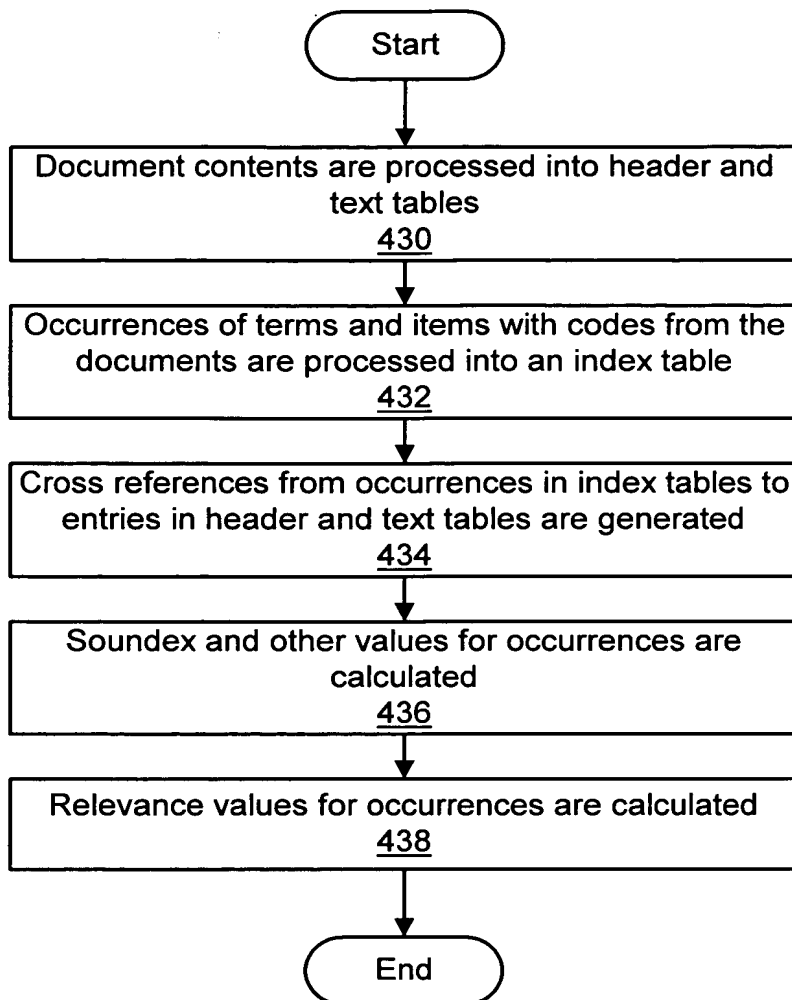 Start
Document contents are processed into header and
text tables
430
Occurrences of terms and items with codes from the
documents are processed into an index table
432
Cross references from occurrences in index tables to
entries in header and text tables are generated
434
Soundex and other values for occurrences are
calculated
436
Relevance values for occurrences are calculated
438
End